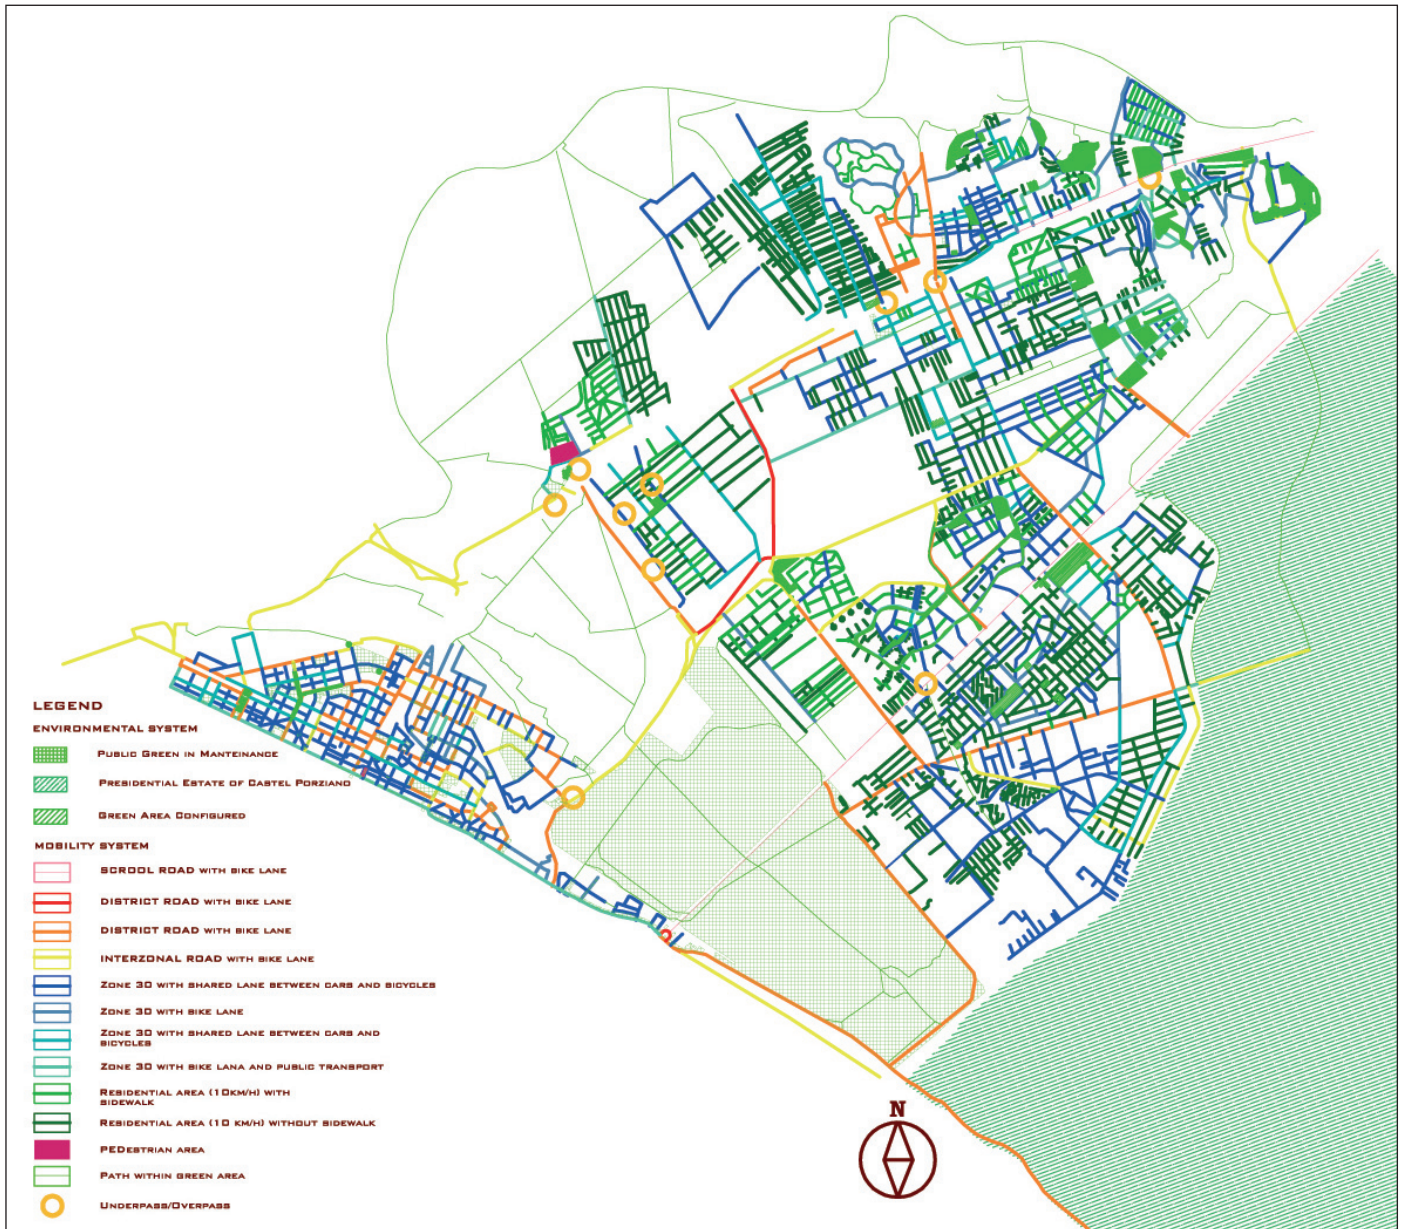 LEGEND
ENVIRONMENTAL SYSTEM
PUBLIC GREEN IN MANTEINANCE
PRESIDENTIAL ESTATE OF CASTEL PORZIANO
GREEN AREA CONFIGURED
MOBILITY SYSTEM
SCROOL ROAD WITH BIKE LANE
DISTRICT ROAD WITH BIKE LANE
DISTRICT ROAD WITH BIKE LANE
INTERZONAL ROAD WITH BIKE LANE
ZONE 30 WITH SHARED LANE BETWEEN CARS AND BICYCLES
ZONE 30 WITH BIKE LANE
ZONE 30 WITH SHARED LANE BETWEEN CARS AND
BICYCLES
ZONE 30 WITH BIKE LANA AND PUBLIC TRANSPORT
RESIDENTIAL AREA (10KM/H) WITH
SIDEWALK
RESIDENTIAL AREA (10 KM/H) WITHOUT SIDEWALK
PEDESTRIAN AREA
PATH WITHIN GREEN AREA
UNDERPASS/OVERPASS
N